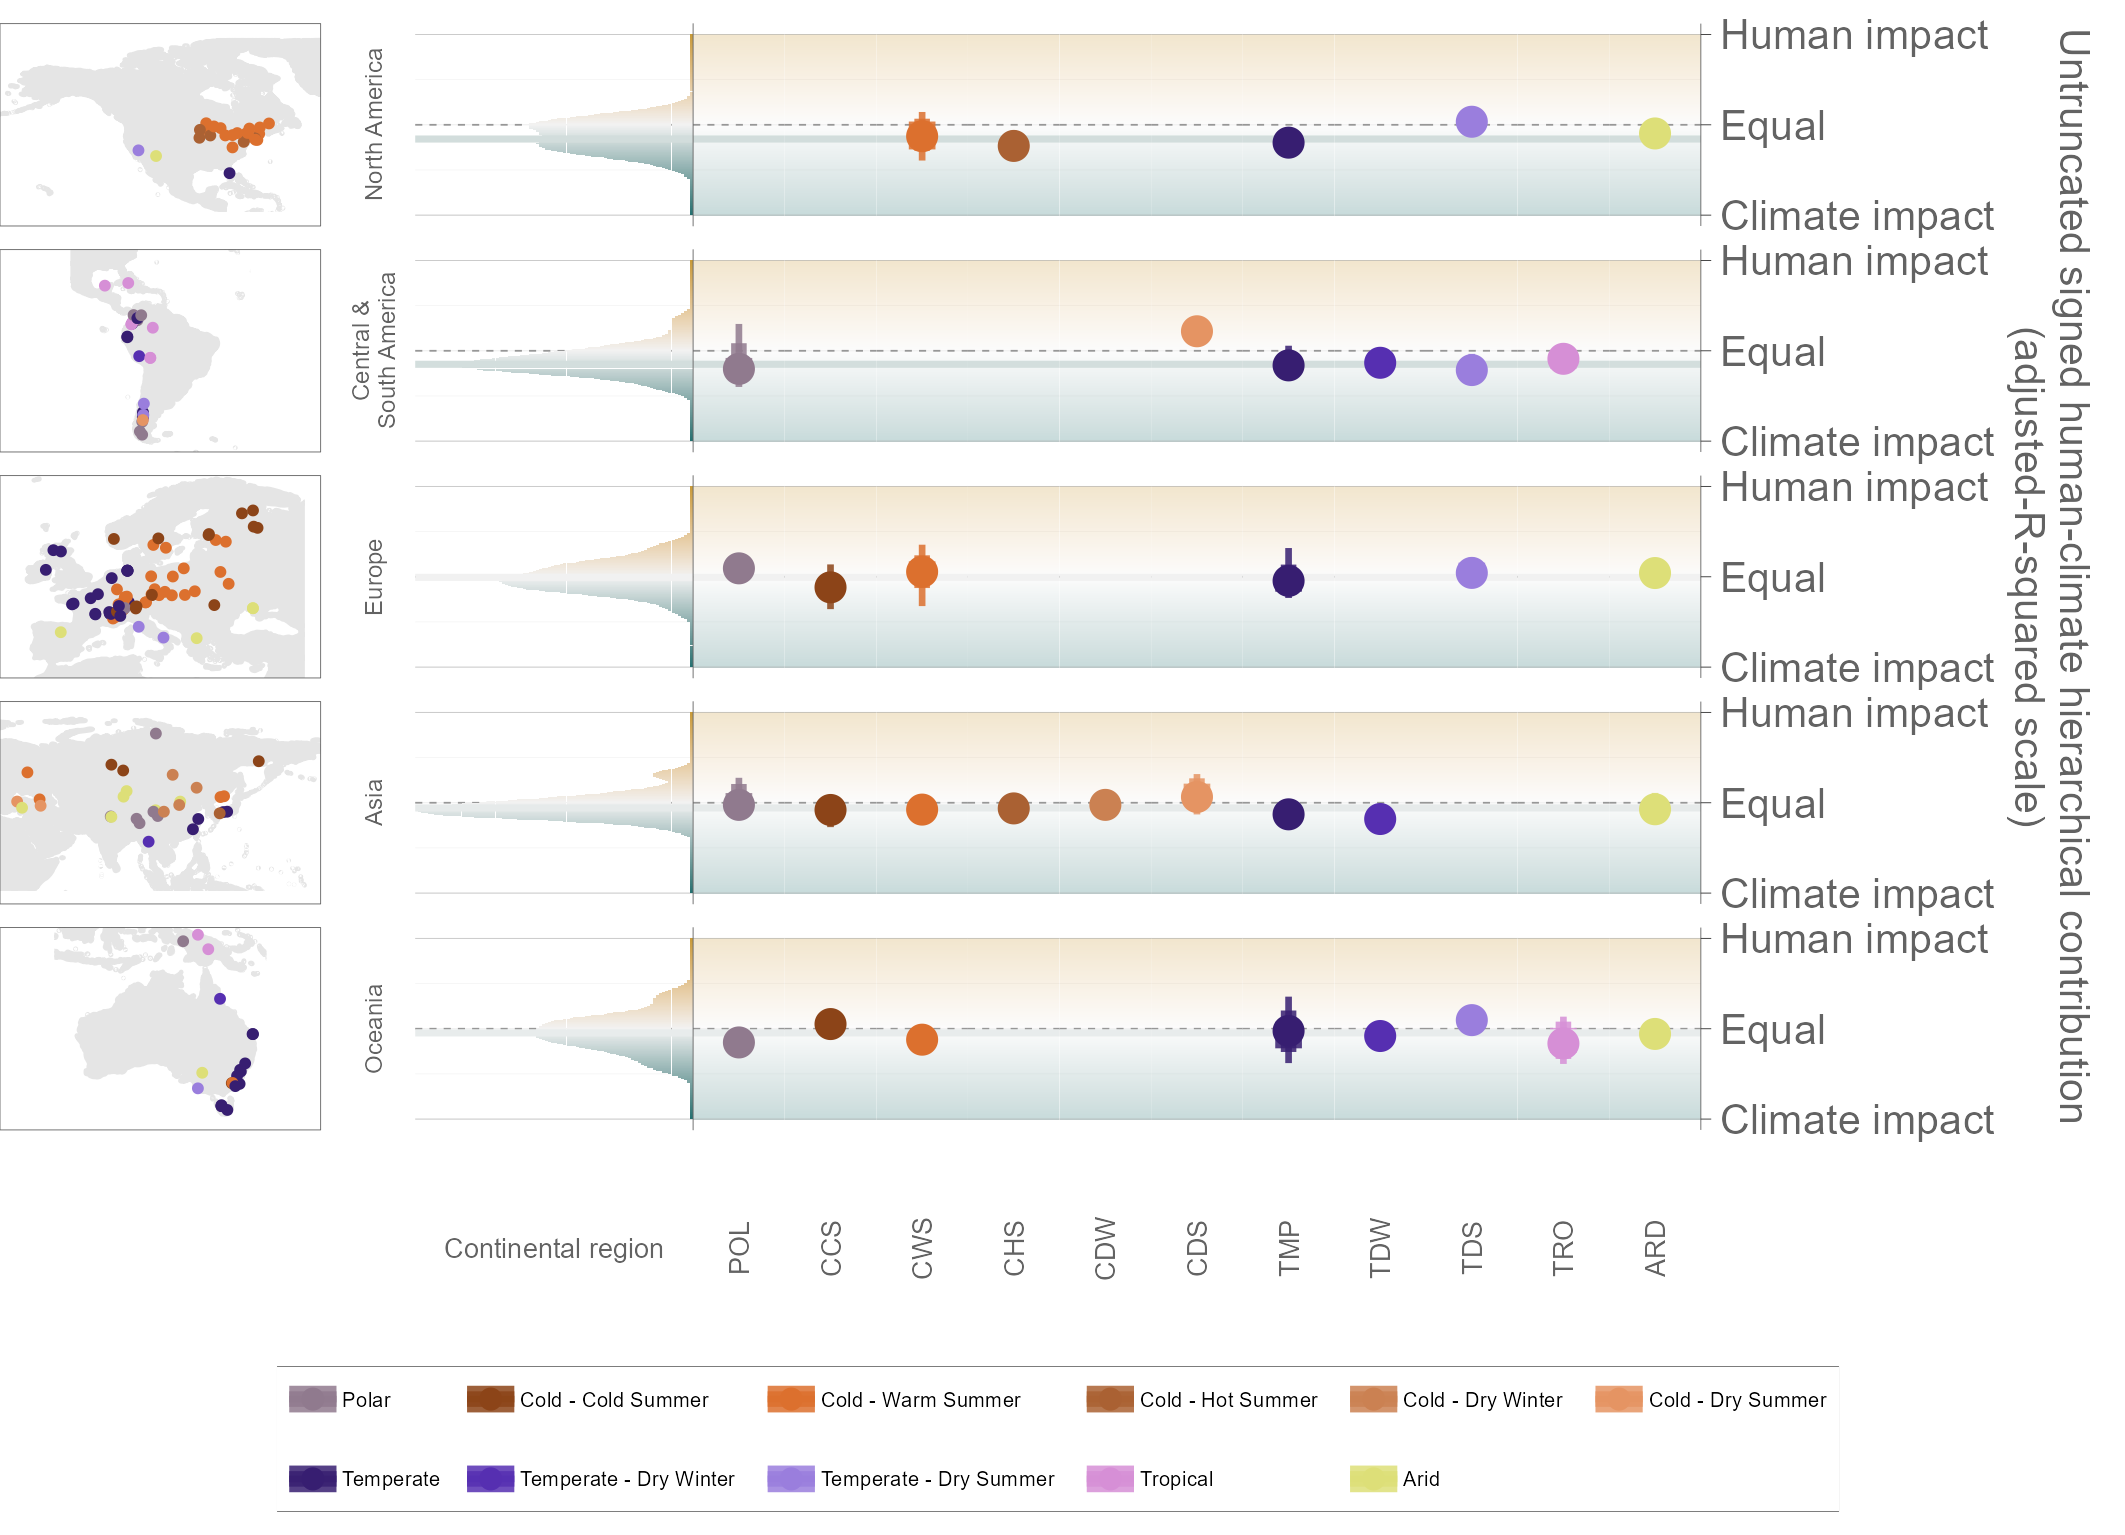 North America
Human impact
Equal
Climate impact
Central &
South America
Human impact
Equal
Climate impact
Europe
Human impact
Equal
Climate impact
Asia
Human impact
Equal
Climate impact
Oceania
Human impact
Equal
Climate impact
Untruncated signed human-climate hierarchical contribution
(adjusted-R-squared scale)
Continental region
POL
CCS
CWS
CHS
CDW
CDS
TMP
TDW
TDS
TRO
ARD
Polar
Cold - Cold Summer
Cold - Warm Summer
Cold - Hot Summer
Cold - Dry Winter
Cold - Dry Summer
Temperate
Temperate - Dry Winter
Temperate - Dry Summer
Tropical
Arid